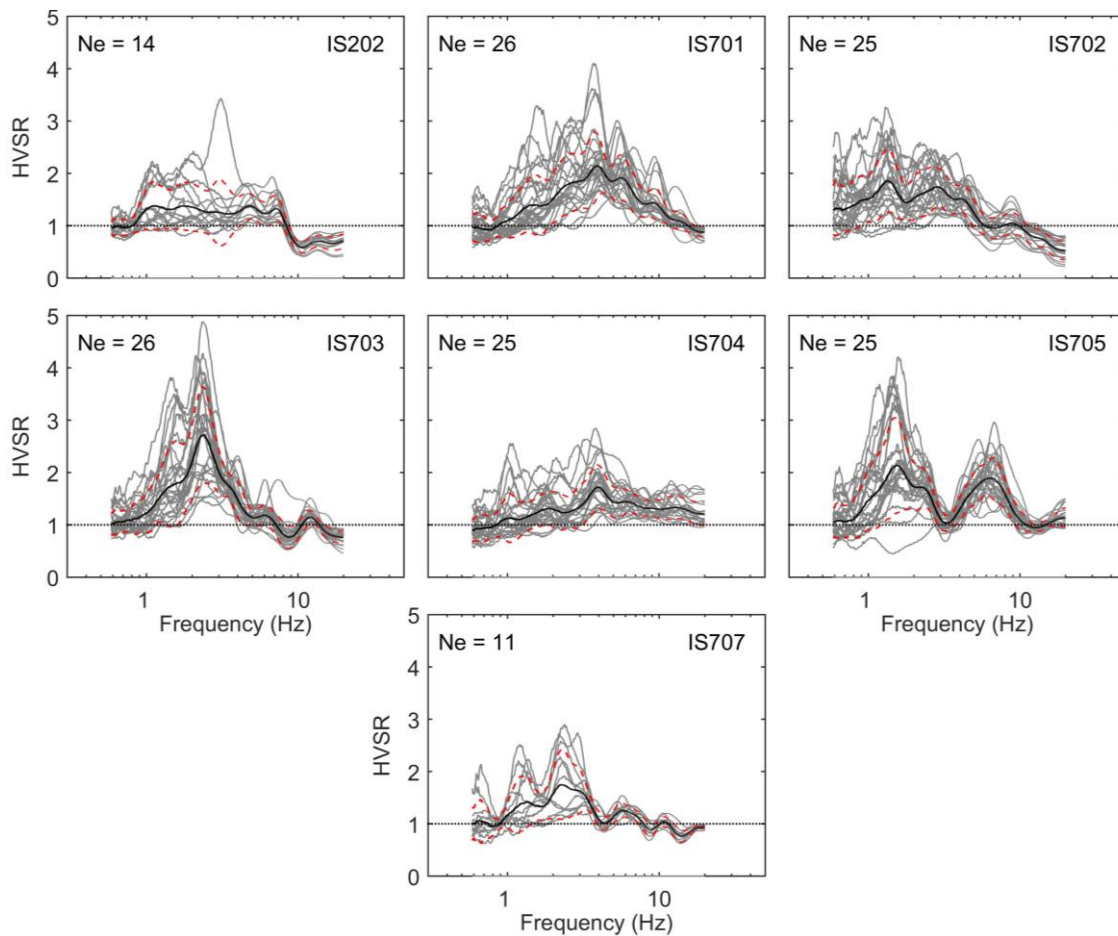 5
4
3
2
1
0
HVSR
Ne = 14 IS202
Ne = 26 IS701
Ne = 25 IS702
5
4
3
2
1
0
HVSR
Ne = 26 IS703
Ne = 25 IS704
Ne = 25 IS705
1 10
Frequency (Hz)
1 10
1 10
Frequency (Hz)
5
4
3
2
1
0
HVSR
Ne = 11 IS707
1 10
Frequency (Hz)